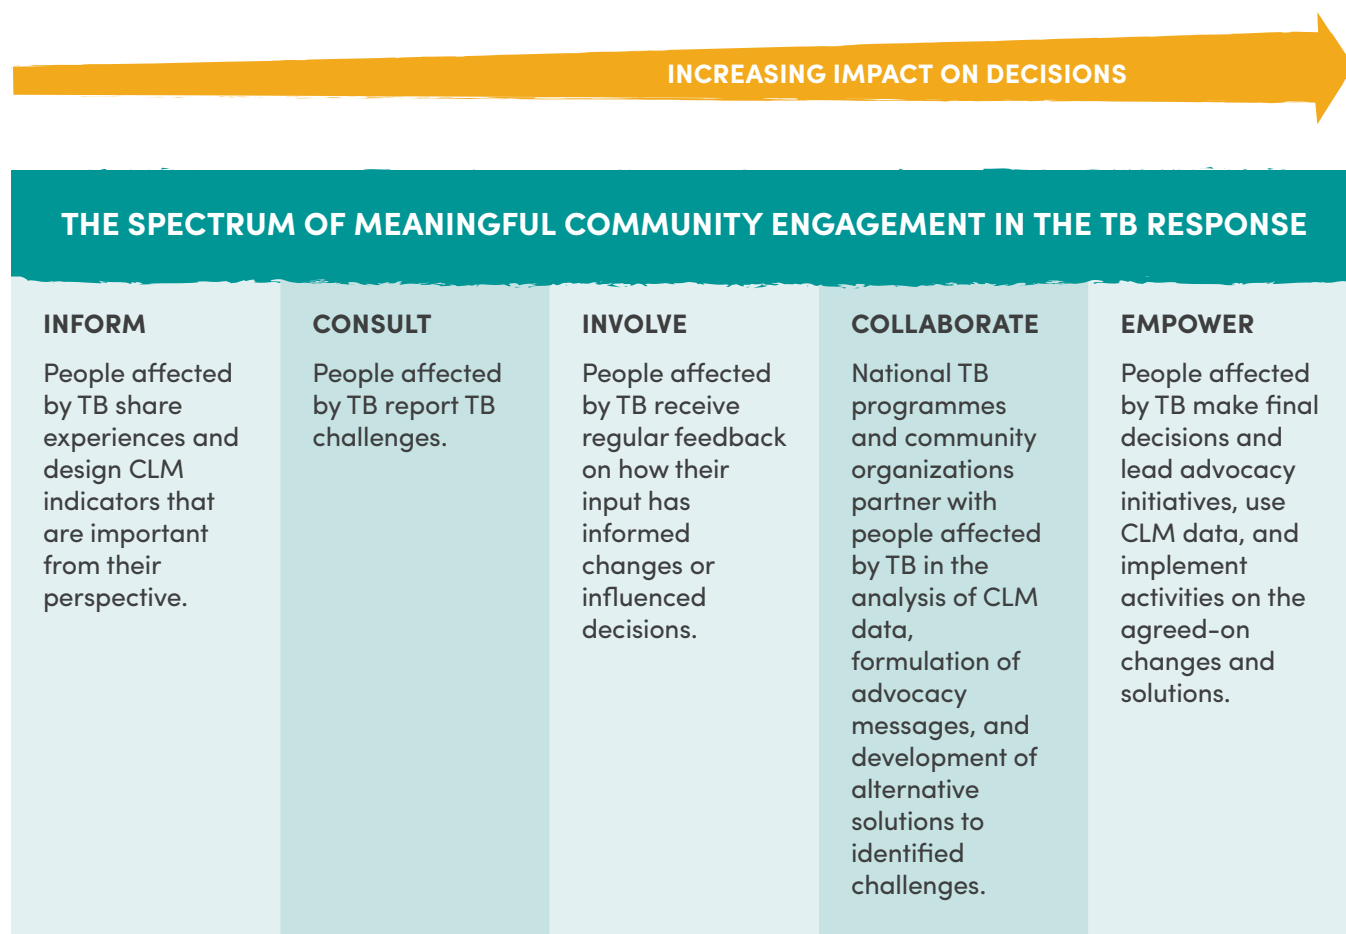 INCREASING IMPACT ON DECISIONS
THE SPECTRUM OF MEANINGFUL COMMUNITY ENGAGEMENT IN THE TB RESPONSE
INFORM
People affected
by TB share
experiences and
design CLM
indicators that
are important
from their
perspective.
CONSULT
People affected
by TB report TB
challenges.
INVOLVE
People affected
by TB receive
regular feedback
on how their
input has
informed
changes or
influenced
decisions.
COLLABORATE
National TB
programmes
and community
organizations
partner with
people affected
by TB in the
analysis of CLM
data,
formulation of
advocacy
messages, and
development of
alternative
solutions to
identified
challenges.
EMPOWER
People affected
by TB make final
decisions and
lead advocacy
initiatives, use
CLM data, and
implement
activities on the
agreed-on
changes and
solutions.